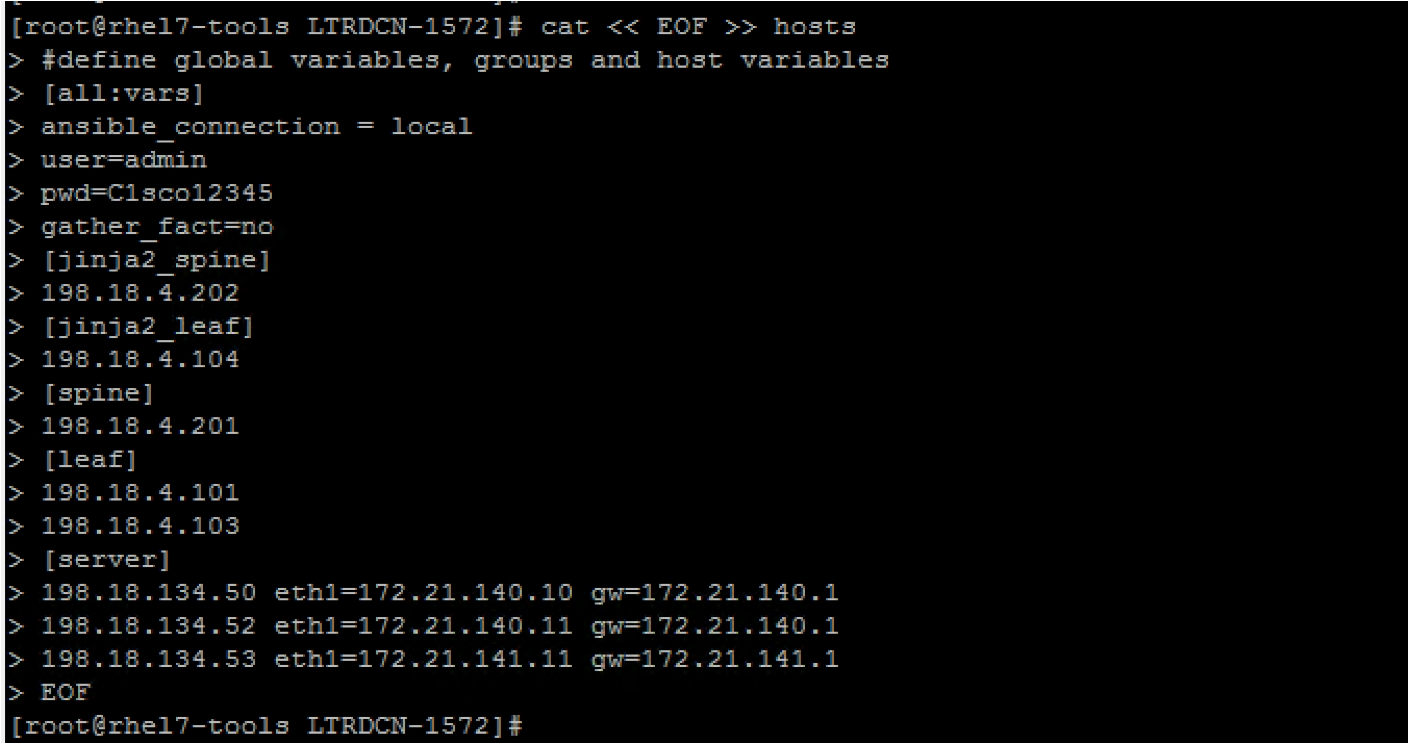 [root@rhel7-tools LTRDCN-1572]# cat << EOF >> hosts
> #define global variables, groups and host variables
> [all:vars]
> ansible_connection = local
> user=admin
> pwd=C1sco12345
> gather_fact=no
> [jinja2_spine]
> 198.18.4.202
> [jinja2_leaf]
> 198.18.4.104
> [spine]
> 198.18.4.201
> [leaf]
> 198.18.4.101
> 198.18.4.103
> [server]
> 198.18.134.50 eth1=172.21.140.10 gw=172.21.140.1
> 198.18.134.52 eth1=172.21.140.11 gw=172.21.140.1
> 198.18.134.53 eth1=172.21.141.11 gw=172.21.141.1
> EOF
[root@rhel7-tools LTRDCN-1572]#